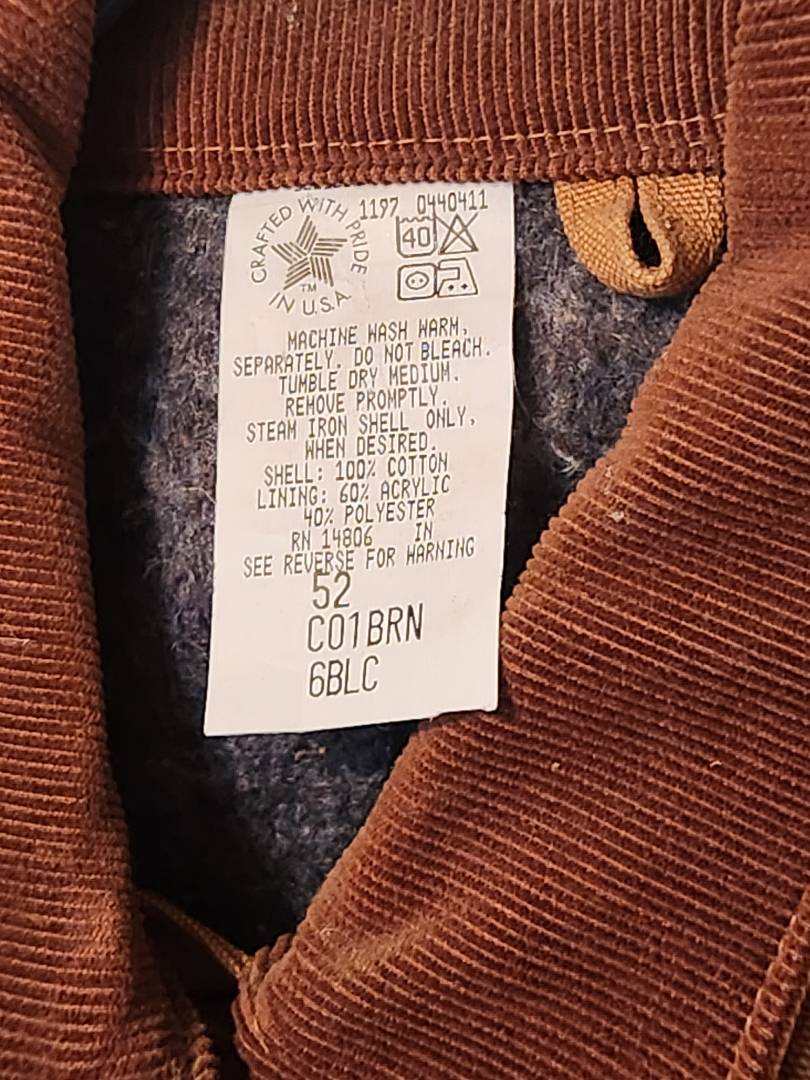 CRAFTED WITH PRIDE
TM
IN U.S.A.
1197 0440411
40
MACHINE WASH WARM,
SEPARATELY. DO NOT BLEACH.
TUMBLE DRY MEDIUM.
REMOVE PROMPTLY.
STEAM IRON SHELL ONLY,
WHEN DESIRED.
SHELL: 100% COTTON
LINING: 60% ACRYLIC
40% POLYESTER
RN 14806 IN
SEE REVERSE FOR WARNING
52
C01BRN
6BLC